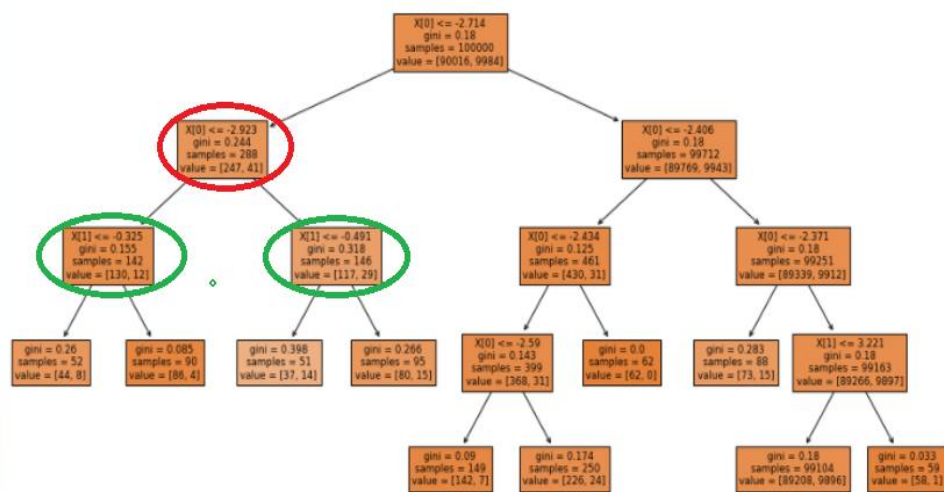 X[0] <= -2.714
gini = 0.18
samples = 100000
value = [90016, 9984]
X[0] <= -2.923
gini = 0.244
samples = 288
value = [247, 41]
X[0] <= -2.406
gini = 0.18
samples = 99712
value = [89769, 9943]
X[1] <= -0.325
gini = 0.155
samples = 142
value = [130, 12]
X[1] <= -0.491
gini = 0.318
samples = 146
value = [117, 29]
X[0] <= -2.434
gini = 0.125
samples = 461
value = [430, 31]
X[0] <= -2.371
gini = 0.18
samples = 99251
value = [89339, 9912]
gini = 0.26
samples = 52
value = [44, 8]
gini = 0.085
samples = 90
value = [86, 4]
gini = 0.398
samples = 51
value = [37, 14]
gini = 0.266
samples = 95
value = [80, 15]
X[0] <= -2.59
gini = 0.143
samples = 399
value = [368, 31]
gini = 0.0
samples = 62
value = [62, 0]
gini = 0.283
samples = 88
value = [73, 15]
X[1] <= 3.221
gini = 0.18
samples = 99163
value = [89266, 9897]
gini = 0.09
samples = 149
value = [142, 7]
gini = 0.174
samples = 250
value = [226, 24]
gini = 0.18
samples = 99104
value = [89208, 9896]
gini = 0.033
samples = 59
value = [58, 1]